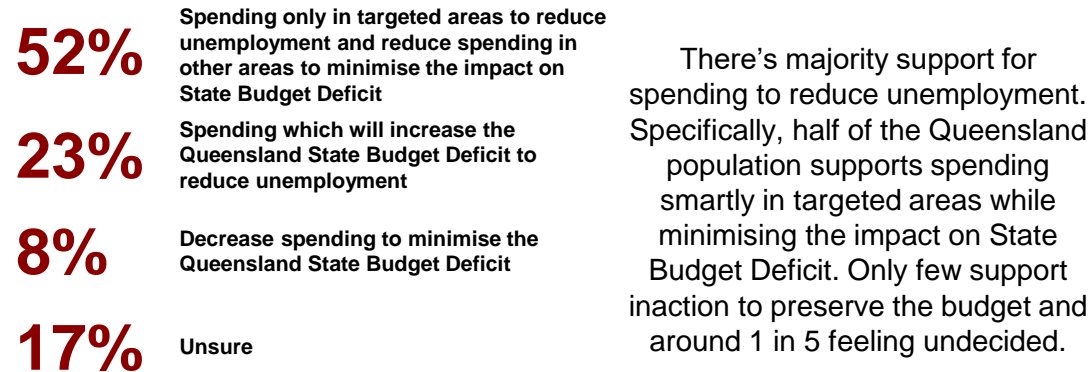 52%
Spending only in targeted areas to reduce
unemployment and reduce spending in
other areas to minimise the impact on
State Budget Deficit
23%
Spending which will increase the
Queensland State Budget Deficit to
reduce unemployment
8%
Decrease spending to minimise the
Queensland State Budget Deficit
17%
Unsure
There’s majority support for
spending to reduce unemployment.
Specifically, half of the Queensland
population supports spending
smartly in targeted areas while
minimising the impact on State
Budget Deficit. Only few support
inaction to preserve the budget and
around 1 in 5 feeling undecided.